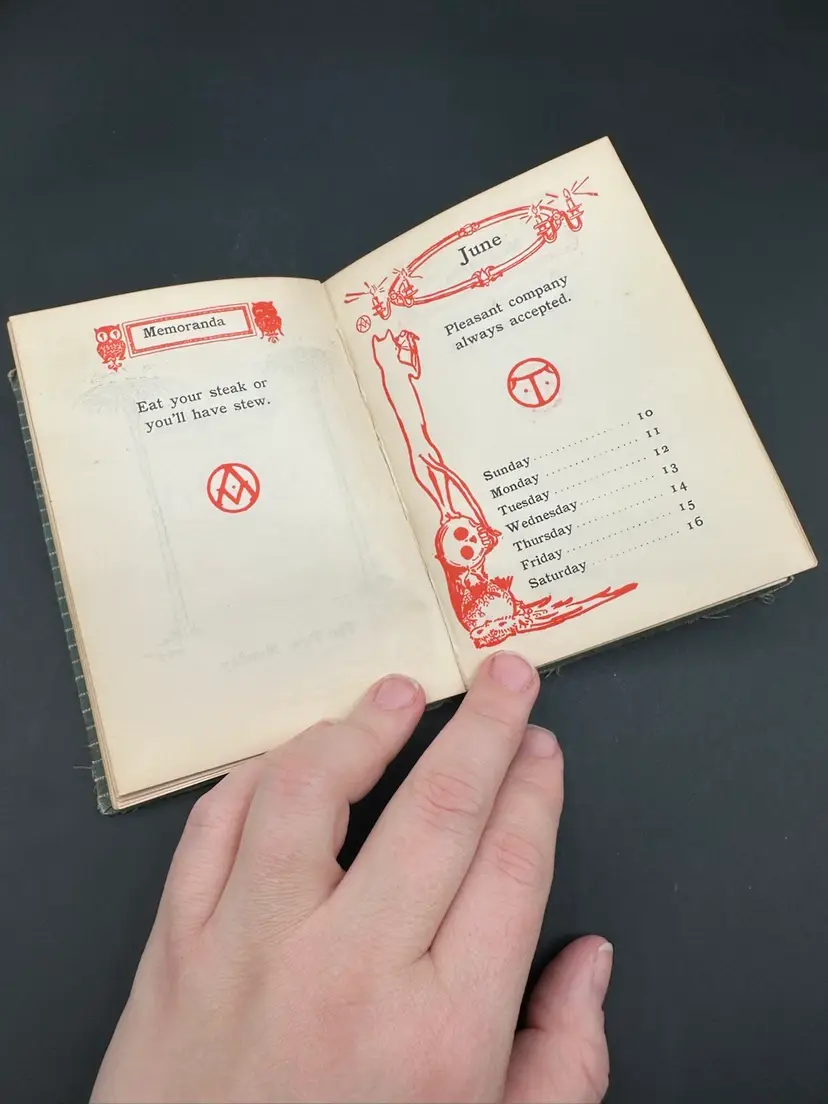 Memoranda
Eat your steak or
you'll have stew.
June
Pleasant company
always accepted.
Sunday 10
Monday 11
Tuesday 12
Wednesday 13
Thursday 14
Friday 15
Saturday 16